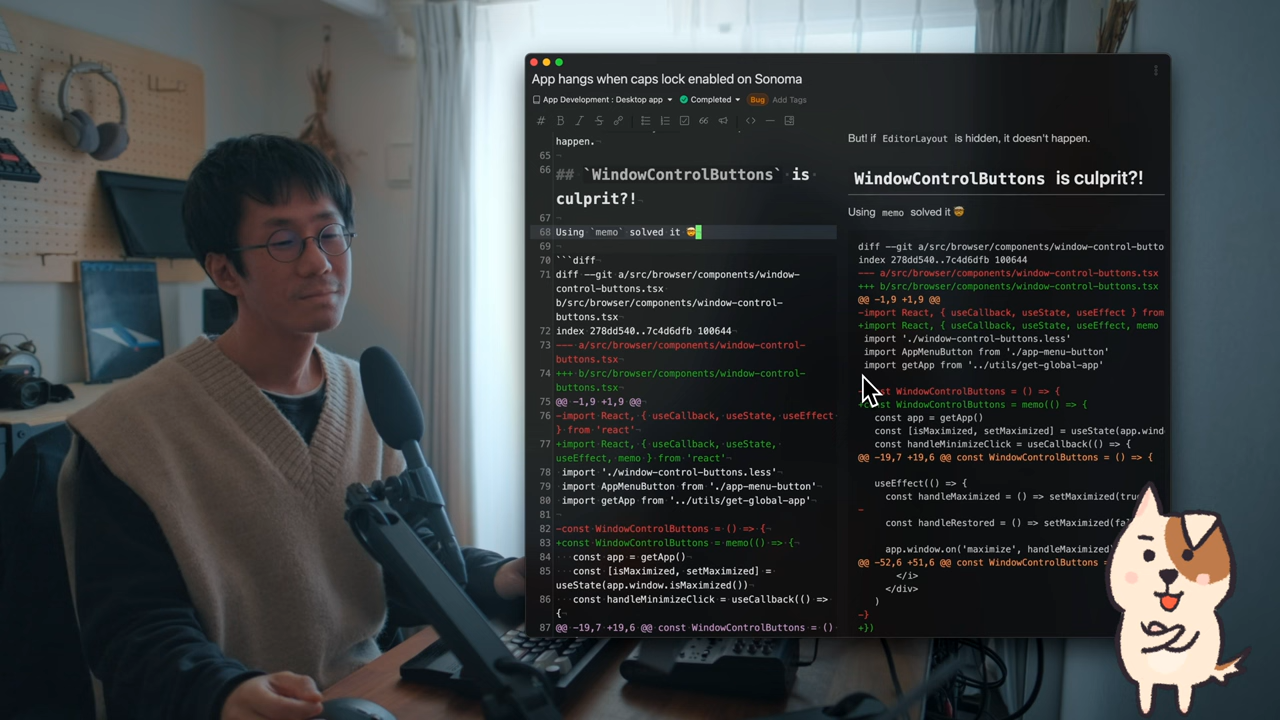 App hangs when caps lock enabled on Sonoma
App Development : Desktop app Completed Bug Add Tags
happen.
65
66 ## `WindowControlButtons` is
culprit?!
67
68 Using `memo` solved it 🤯
69
70 ```diff
71 diff --git a/src/browser/components/window-
control-buttons.tsx
b/src/browser/components/window-control-
buttons.tsx
72 index 278dd540..7c4d6dfb 100644
73 --- a/src/browser/components/window-control-
buttons.tsx
74 +++ b/src/browser/components/window-control-
buttons.tsx
75 @@ -1,9 +1,9 @@
76 -import React, { useCallback, useState, useEffect
} from 'react'
77 +import React, { useCallback, useState,
useEffect, memo } from 'react'
78 import './window-control-buttons.less'
79 import AppMenuButton from './app-menu-button'
80 import getApp from '../utils/get-global-app'
81
82 -const WindowControlButtons = () => {
83 +const WindowControlButtons = memo(() => {
84 const app = getApp()
85 const [isMaximized, setMaximized] =
useState(app.window.isMaximized())
86 const handleMinimizeClick = useCallback(() =>
{
87 @@ -19,7 +19,6 @@ const WindowControlButtons = ()
But! if EditorLayout is hidden, it doesn't happen.
WindowControlButtons is culprit?!
Using memo solved it 🤯
diff --git a/src/browser/components/window-control-butto
index 278dd540..7c4d6dfb 100644
--- a/src/browser/components/window-control-buttons.tsx
+++ b/src/browser/components/window-control-buttons.tsx
@@ -1,9 +1,9 @@
-import React, { useCallback, useState, useEffect } from
+import React, { useCallback, useState, useEffect, memo
import './window-control-buttons.less'
import AppMenuButton from './app-menu-button'
import getApp from '../utils/get-global-app'
WindowControlButtons = () => {
+const WindowControlButtons = memo(() => {
const app = getApp()
const [isMaximized, setMaximized] = useState(app.wind
const handleMinimizeClick = useCallback(() => {
@@ -19,7 +19,6 @@ const WindowControlButtons = () => {
useEffect(() => {
const handleMaximized = () => setMaximized(tru
-
const handleRestored = () => setMaximized(fa
app.window.on('maximize', handleMaximized
@@ -52,6 +51,6 @@ const WindowControlButtons =
</i>
</div>
)
-}
+})